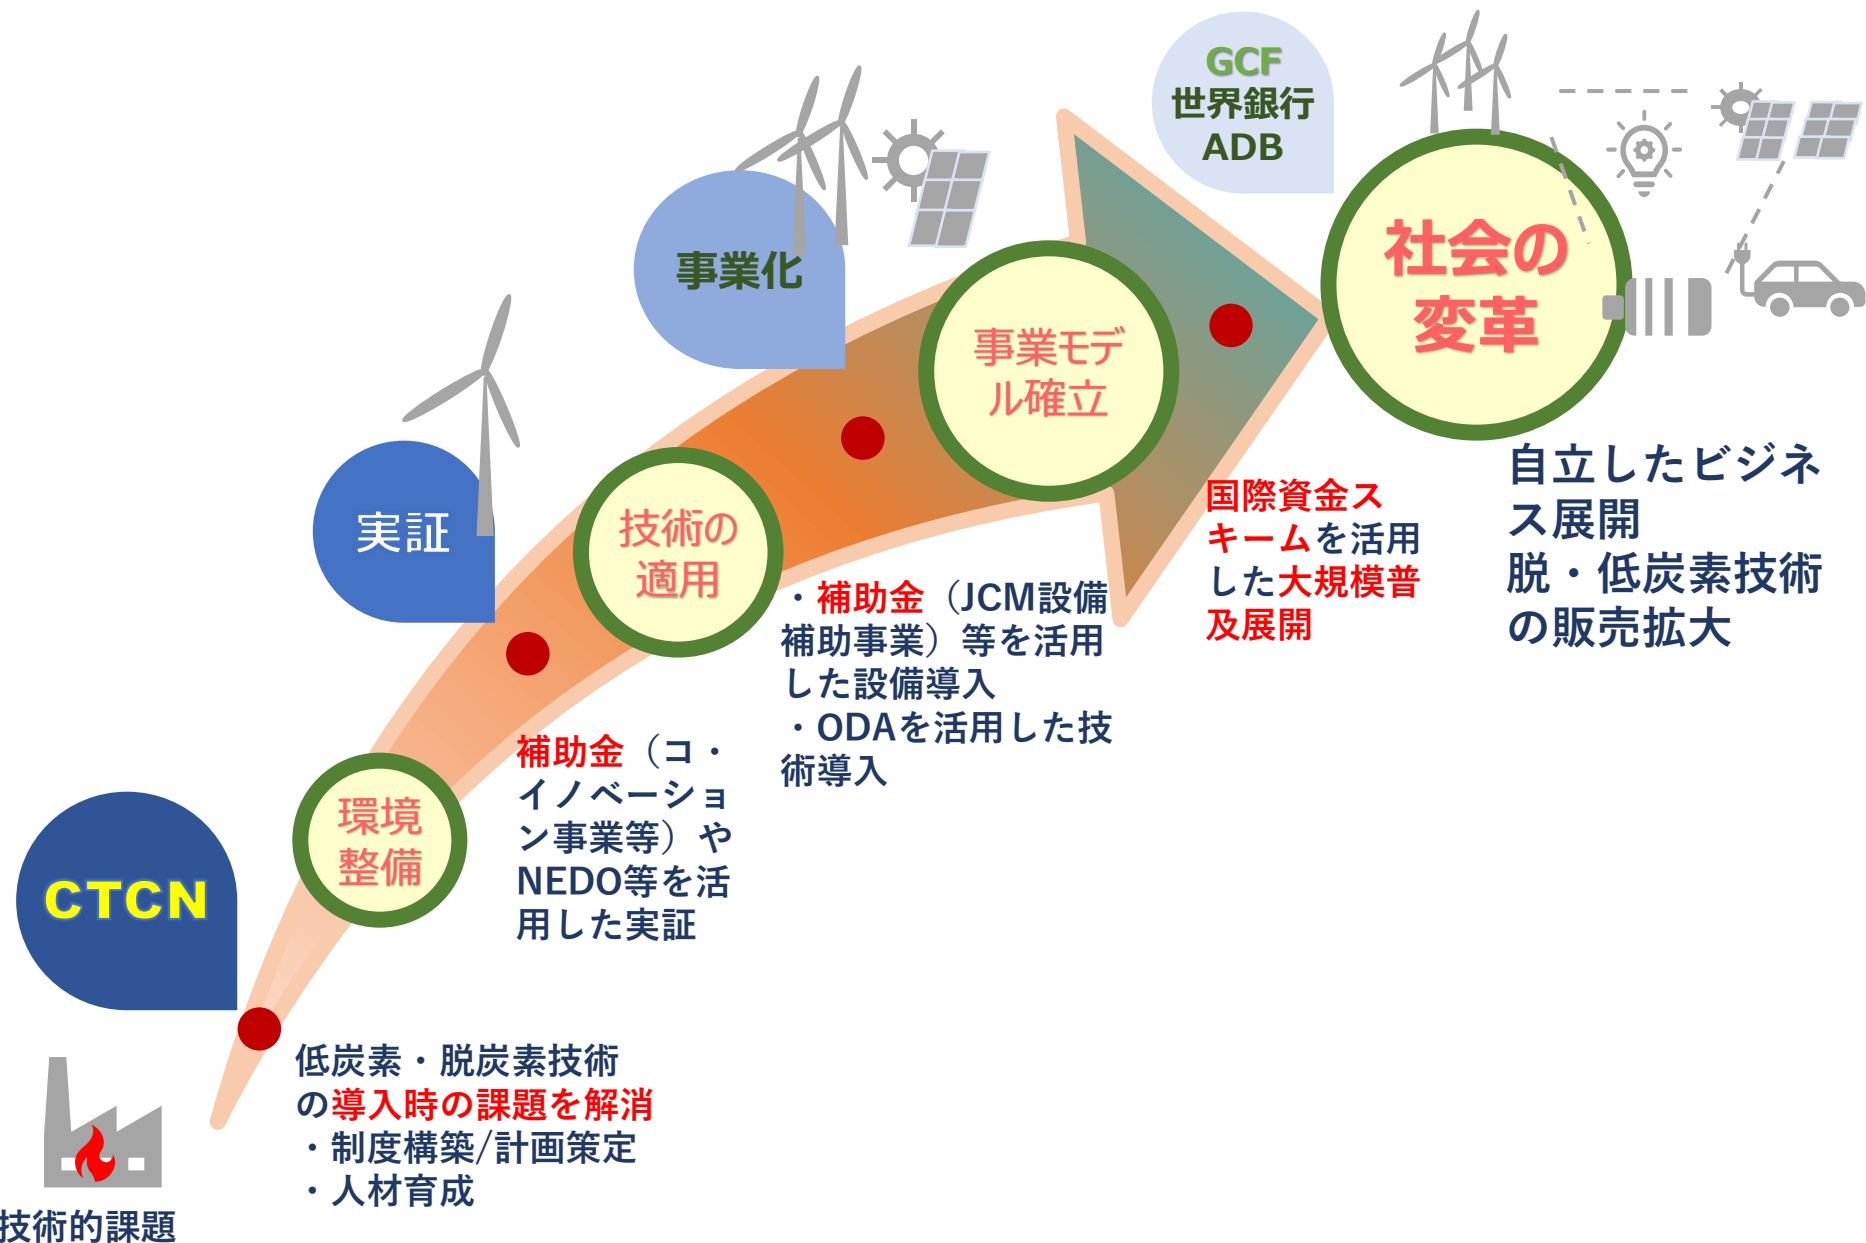 GCF
世界銀行
ADB
社会の
変革
事業化
事業モデ
ル確立
自立したビジネ
ス展開
脱・低炭素技術
の販売拡大
国際資金ス
キームを活用
した大規模普
及展開
実証
技術の
適用
・補助金（JCM設備
補助事業）等を活用
した設備導入
・ODAを活用した技
術導入
補助金（コ・
イノベーショ
ン事業等）や
NEDO等を活
用した実証
環境
整備
CTCN
低炭素・脱炭素技術
の導入時の課題を解消
・制度構築/計画策定
・人材育成
技術的課題